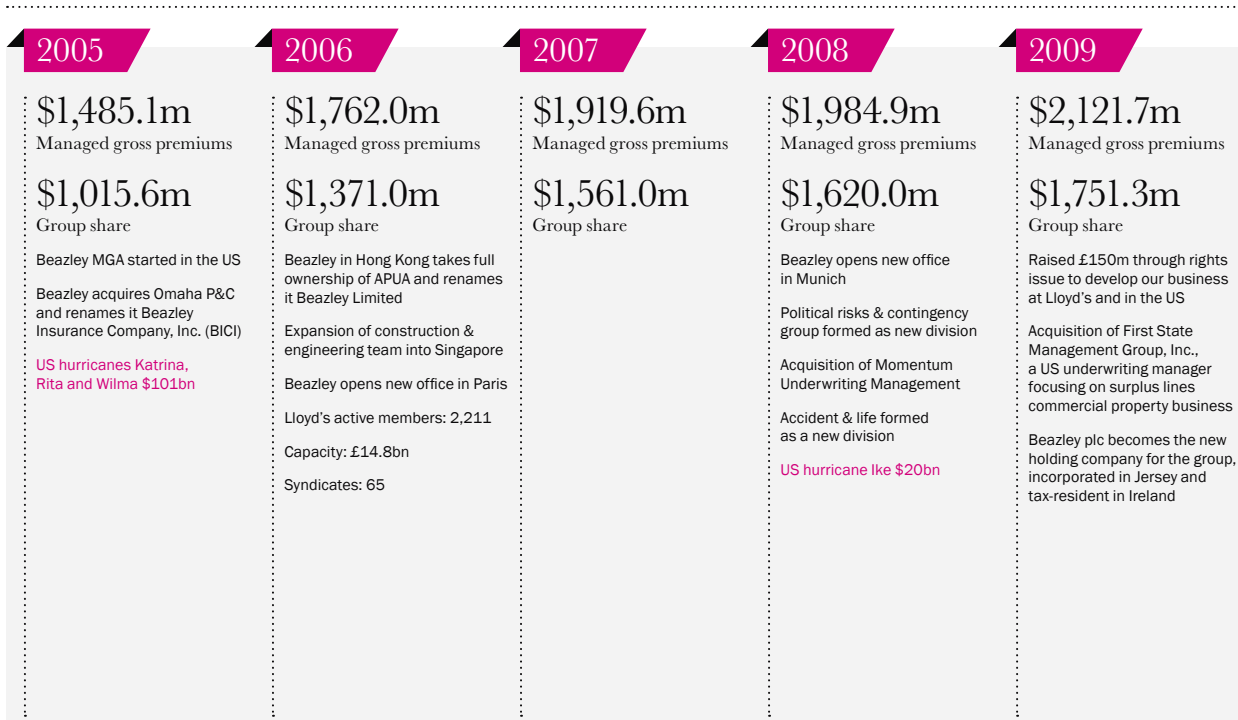 2005
$1,485.1m
Managed gross premiums
$1,015.6m
Group share
Beazley MGA started in the US
Beazley acquires Omaha P&C
and renames it Beazley
Insurance Company, Inc. (BICI)
US hurricanes Katrina,
Rita and Wilma $101bn
2006
$1,762.0m
Managed gross premiums
$1,371.0m
Group share
Beazley in Hong Kong takes full
ownership of APUA and renames
it Beazley Limited
Expansion of construction &
engineering team into Singapore
Beazley opens new office in Paris
Lloyd's active members: 2,211
Capacity: £14.8bn
Syndicates: 65
2007
$1,919.6m
Managed gross premiums
$1,561.0m
Group share
2008
$1,984.9m
Managed gross premiums
$1,620.0m
Group share
Beazley opens new office
in Munich
Political risks & contingency
group formed as new division
Acquisition of Momentum
Underwriting Management
Accident & life formed
as a new division
US hurricane Ike $20bn
2009
$2,121.7m
Managed gross premiums
$1,751.3m
Group share
Raised £150m through rights
issue to develop our business
at Lloyd's and in the US
Acquisition of First State
Management Group, Inc.,
a US underwriting manager
focusing on surplus lines
commercial property business
Beazley plc becomes the new
holding company for the group,
incorporated in Jersey and
tax-resident in Ireland